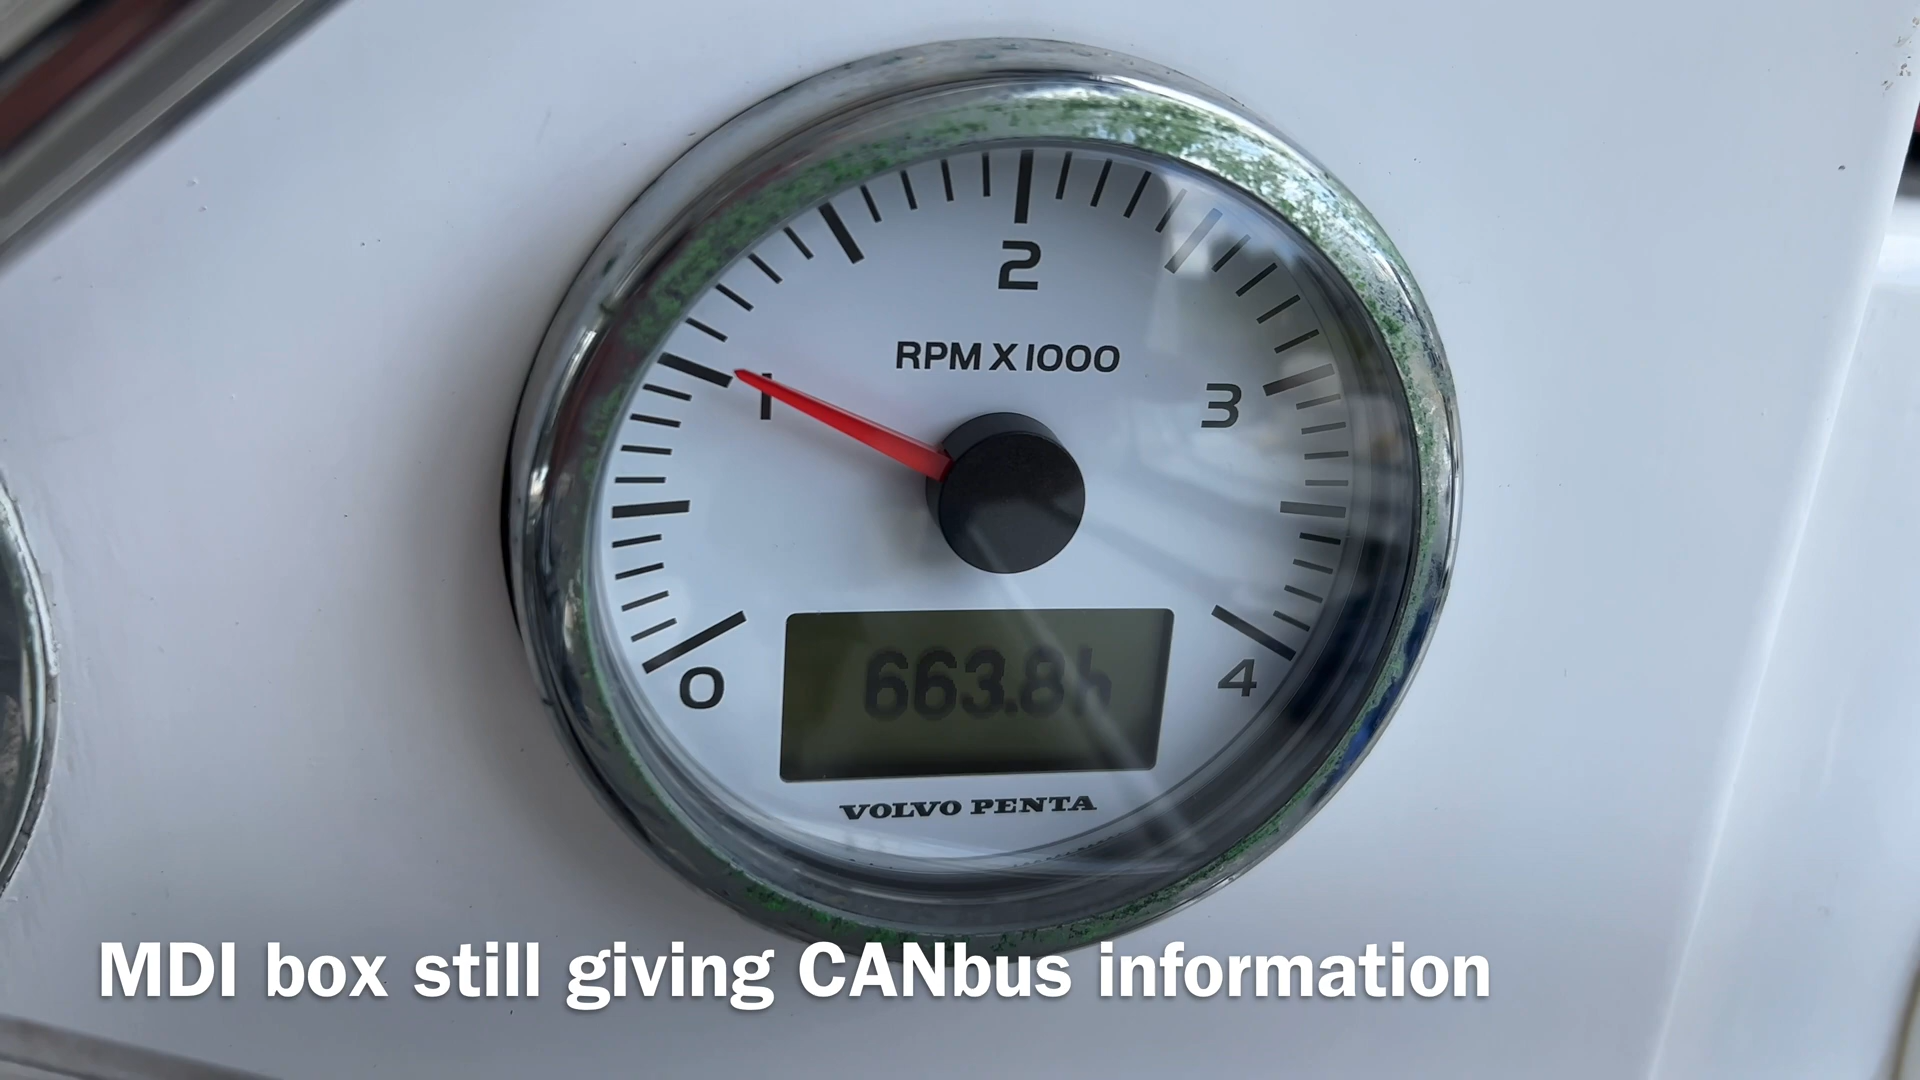 2
RPM X 1000
1
3
0
4
663.8h
VOLVO PENTA
MDI box still giving CANbus information